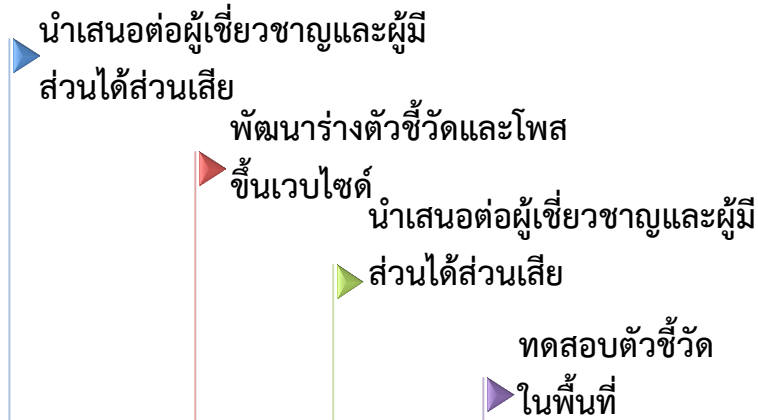 นำเสนอต่อผู้เชี่ยวชาญและผู้มี
ส่วนได้ส่วนเสีย
พัฒนาร่างตัวชี้วัดและโพส
ขึ้นเวบไซด์
นำเสนอต่อผู้เชี่ยวชาญและผู้มี
ส่วนได้ส่วนเสีย
ทดสอบตัวชี้วัด
ในพื้นที่